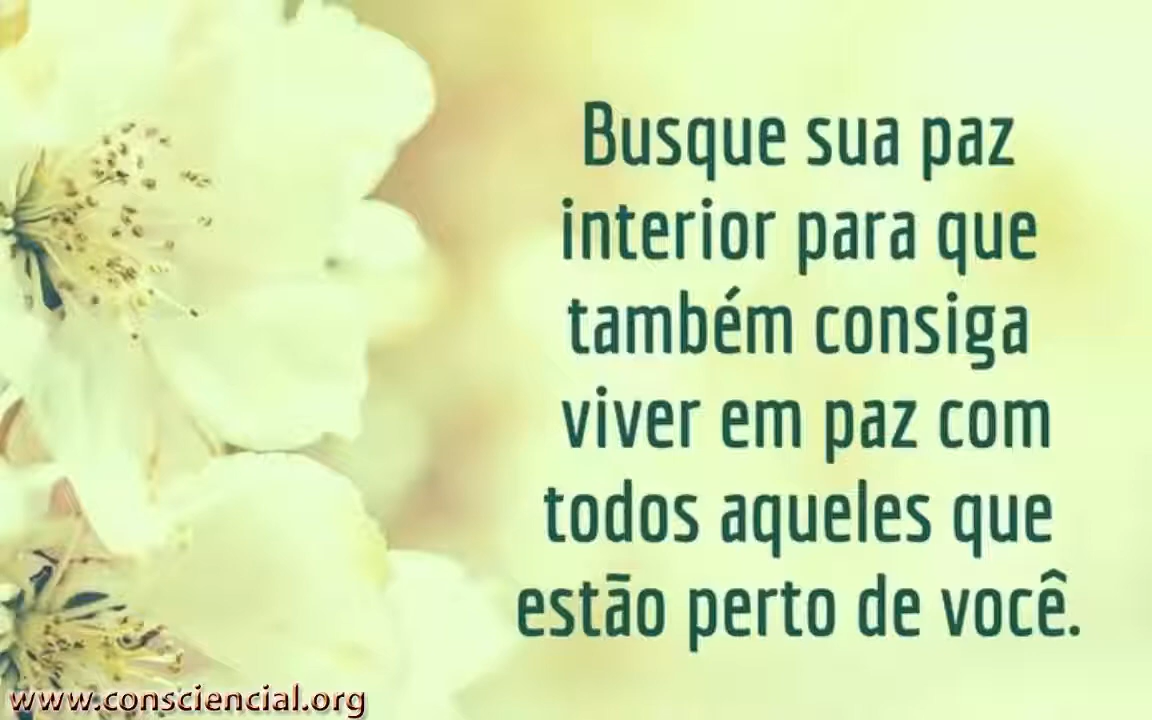 Busque sua paz
interior para que
também consiga
viver em paz com
todos aqueles que
estão perto de você.
www.consciencial.org